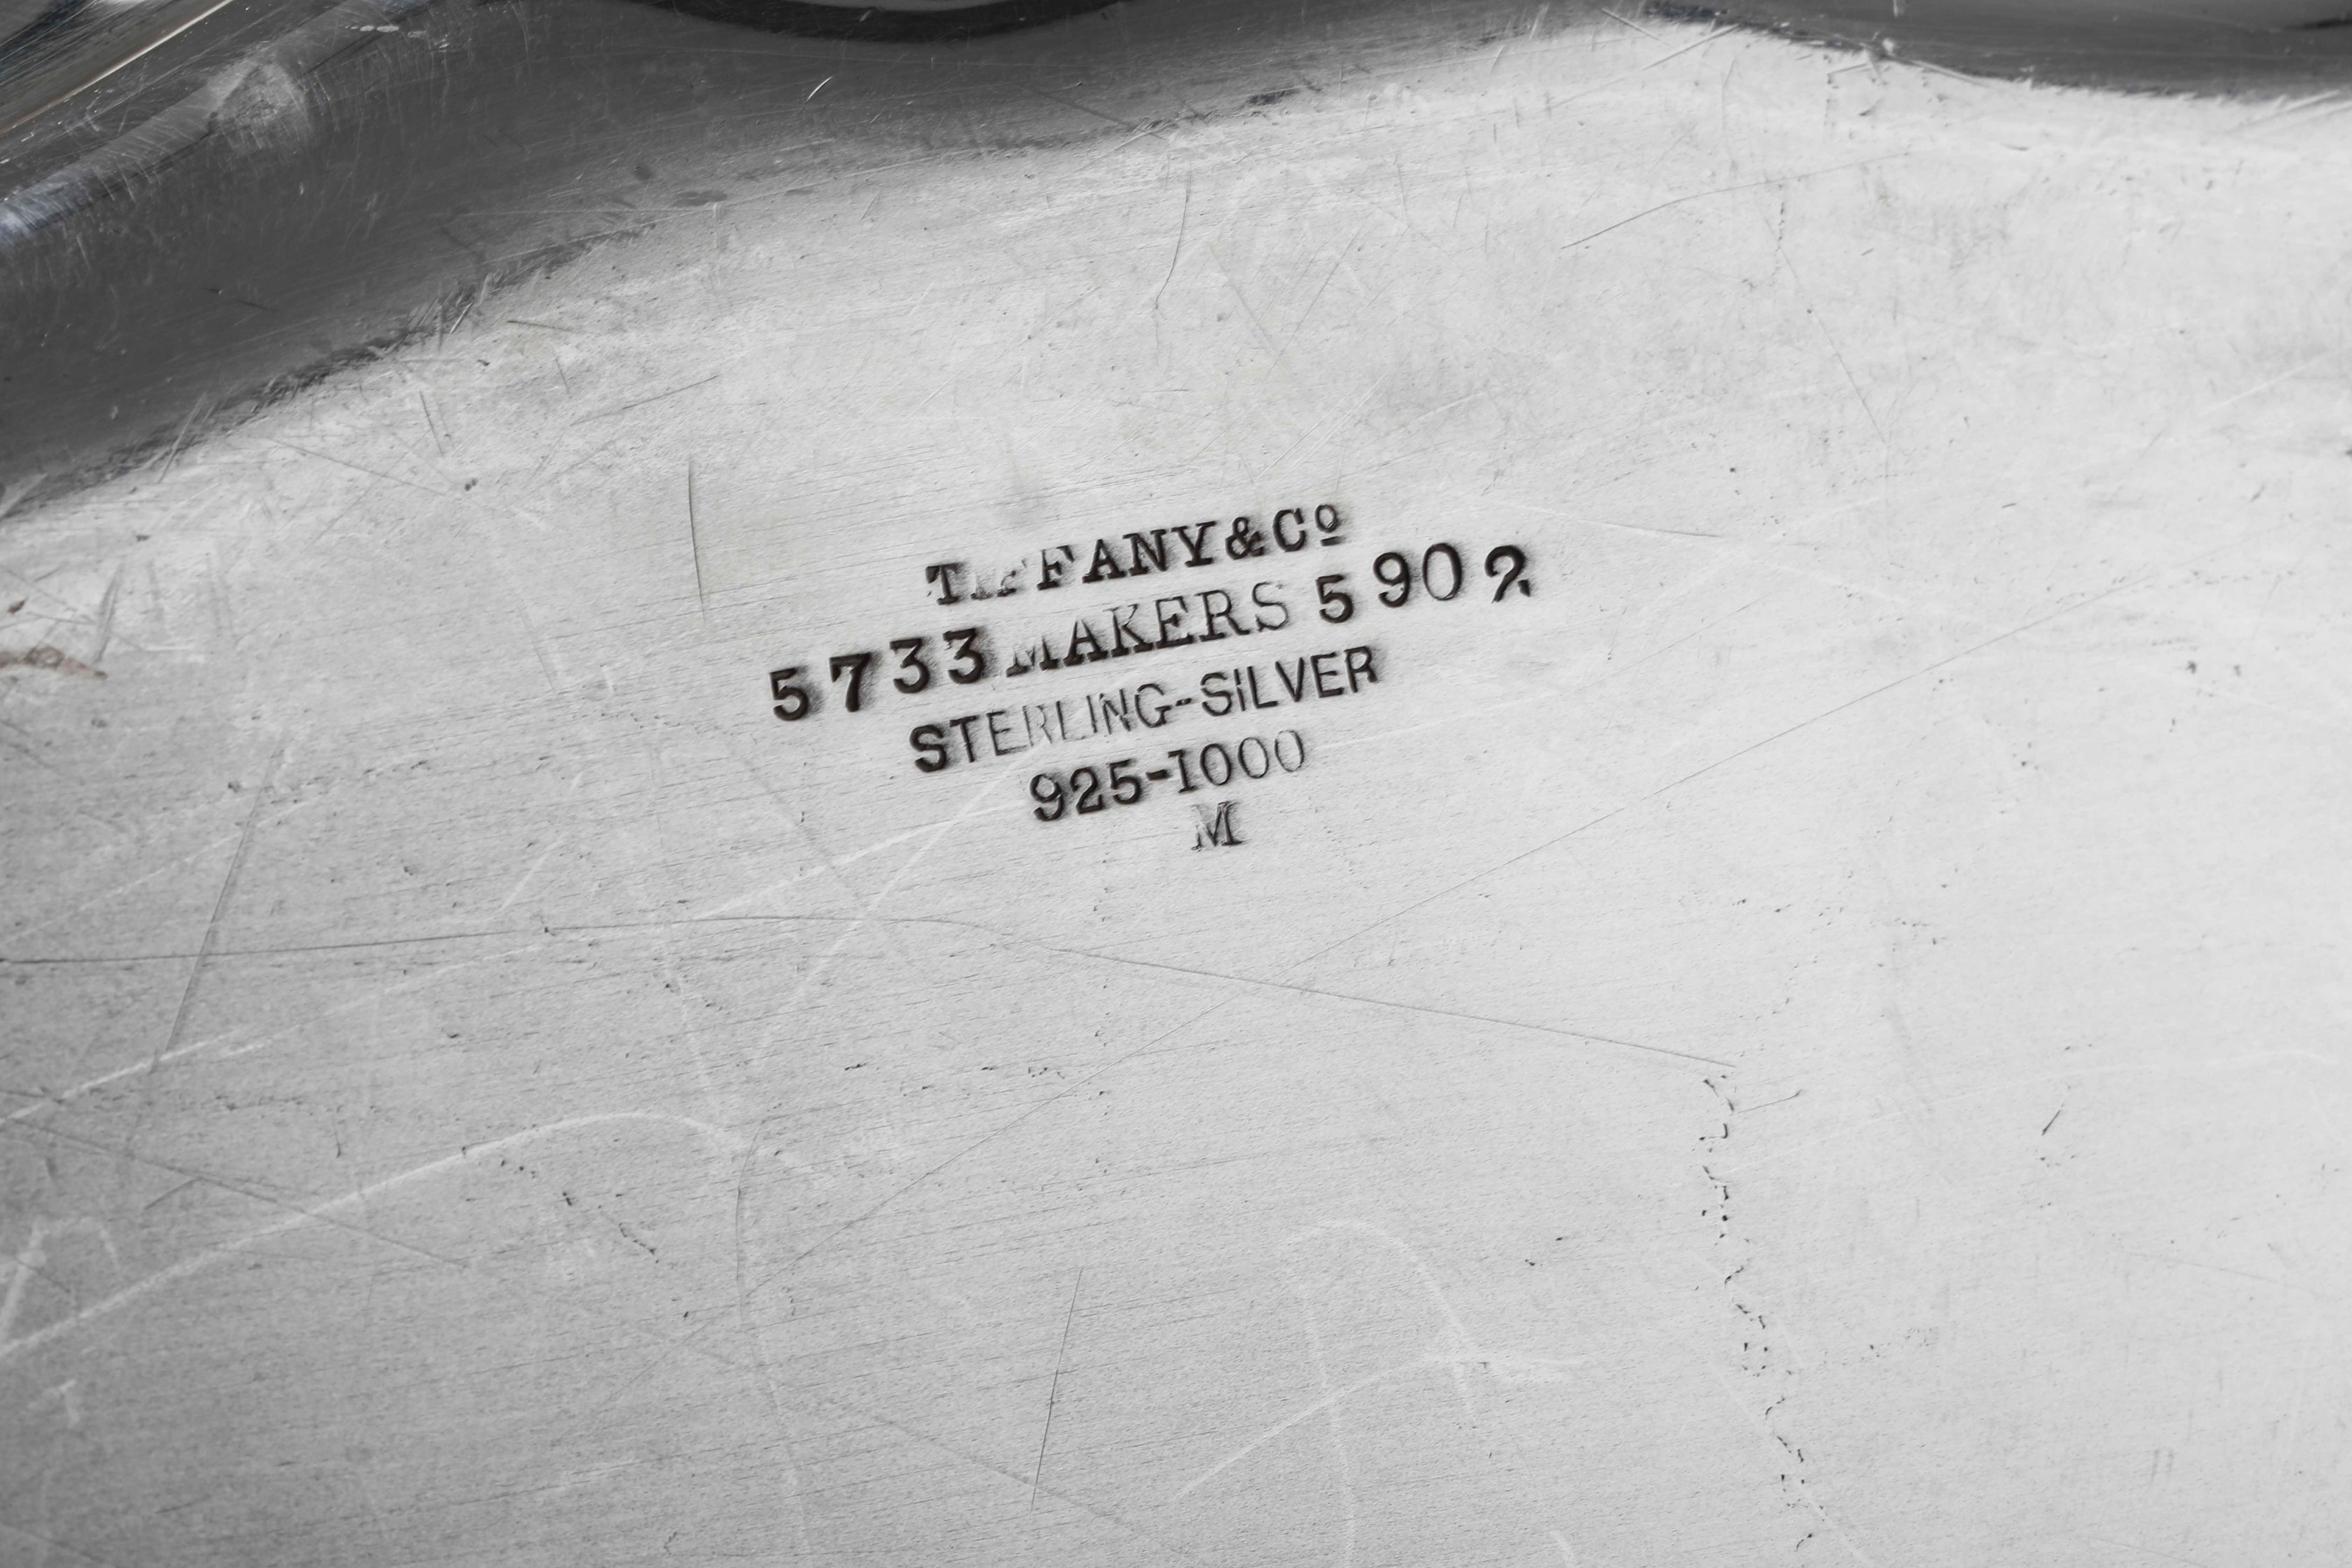 TIFFANY&Cº
5733 MAKERS 5902
STERLING-SILVER
925-1000
M